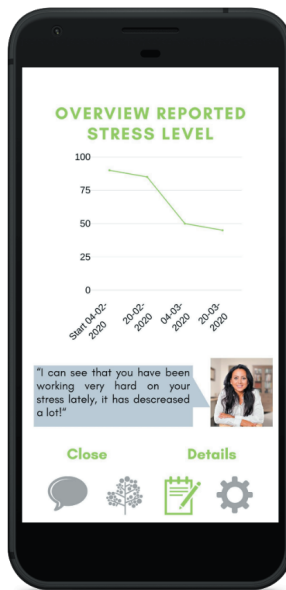 OVERVIEW REPORTED
STRESS LEVEL
100
75
50
25
0
Start 04-02-
2020
20-02-
2020
04-03-
2020
20-03-
2020
"I can see that you have been
working very hard on your
stress lately, it has descreased
a lot!"
Close Details